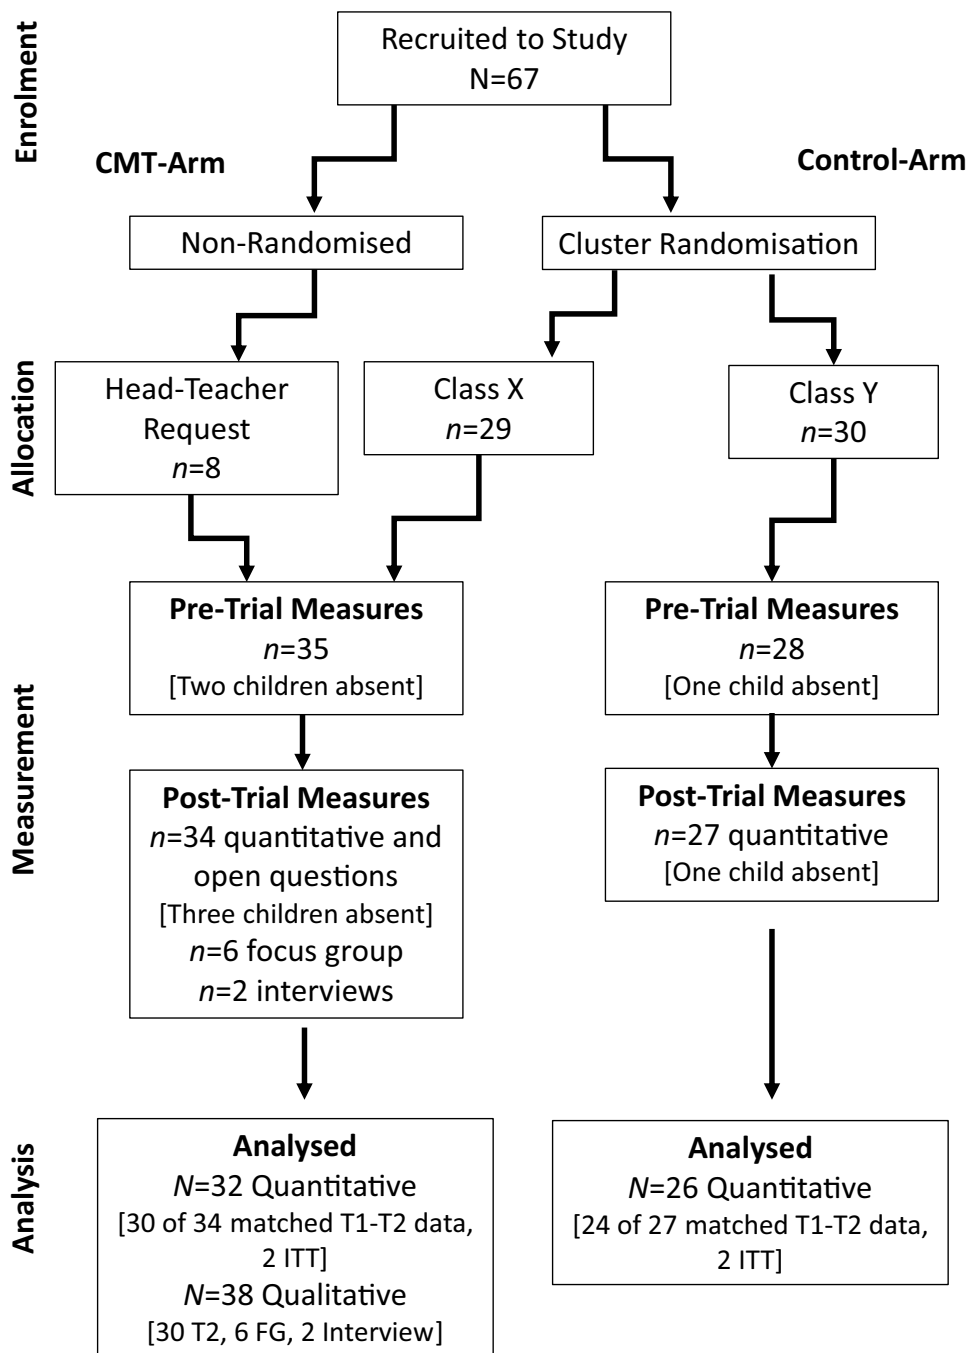 Enrolment
Recruited to Study
N=67
CMT-Arm
Control-Arm
Non-Randomised
Cluster Randomisation
Allocation
Head-Teacher
Request
n=8
Class X
n=29
Class Y
n=30
Measurement
Pre-Trial Measures
n=35
[Two children absent]
Pre-Trial Measures
n=28
[One child absent]
Post-Trial Measures
n=34 quantitative and
open questions
[Three children absent]
n=6 focus group
n=2 interviews
Post-Trial Measures
n=27 quantitative
[One child absent]
Analysis
Analysed
N=32 Quantitative
[30 of 34 matched T1-T2 data,
2 ITT]
N=38 Qualitative
[30 T2, 6 FG, 2 Interview]
Analysed
N=26 Quantitative
[24 of 27 matched T1-T2 data,
2 ITT]